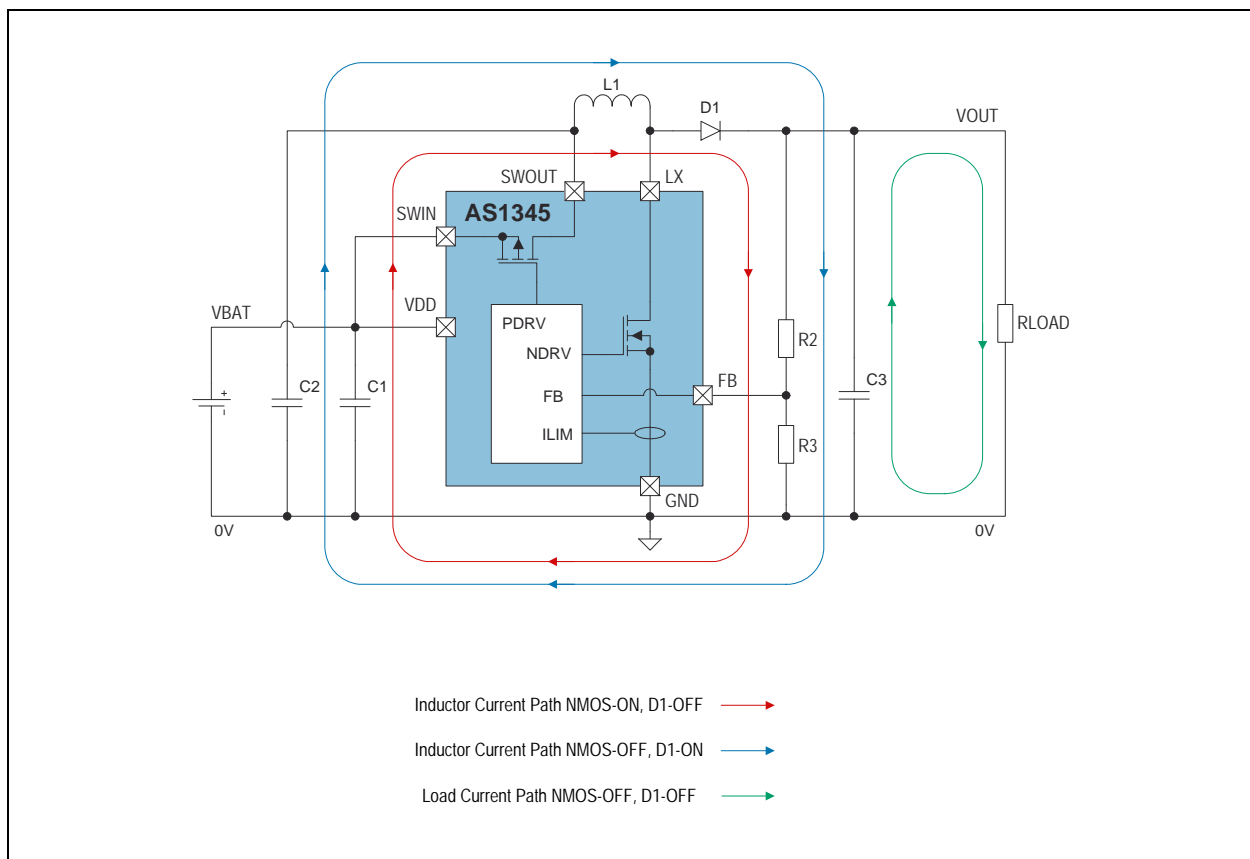 L1
D1
VOUT
SWOUT
LX
AS1345
SWIN
VDD
VBAT
PDRV
NDRV
RLOAD
R2
FB
FB
C2
C1
C3
+
-
ILIM
R3
GND
0V
0V
Inductor Current Path NMOS-ON, D1-OFF
Inductor Current Path NMOS-OFF, D1-ON
Load Current Path NMOS-OFF, D1-OFF